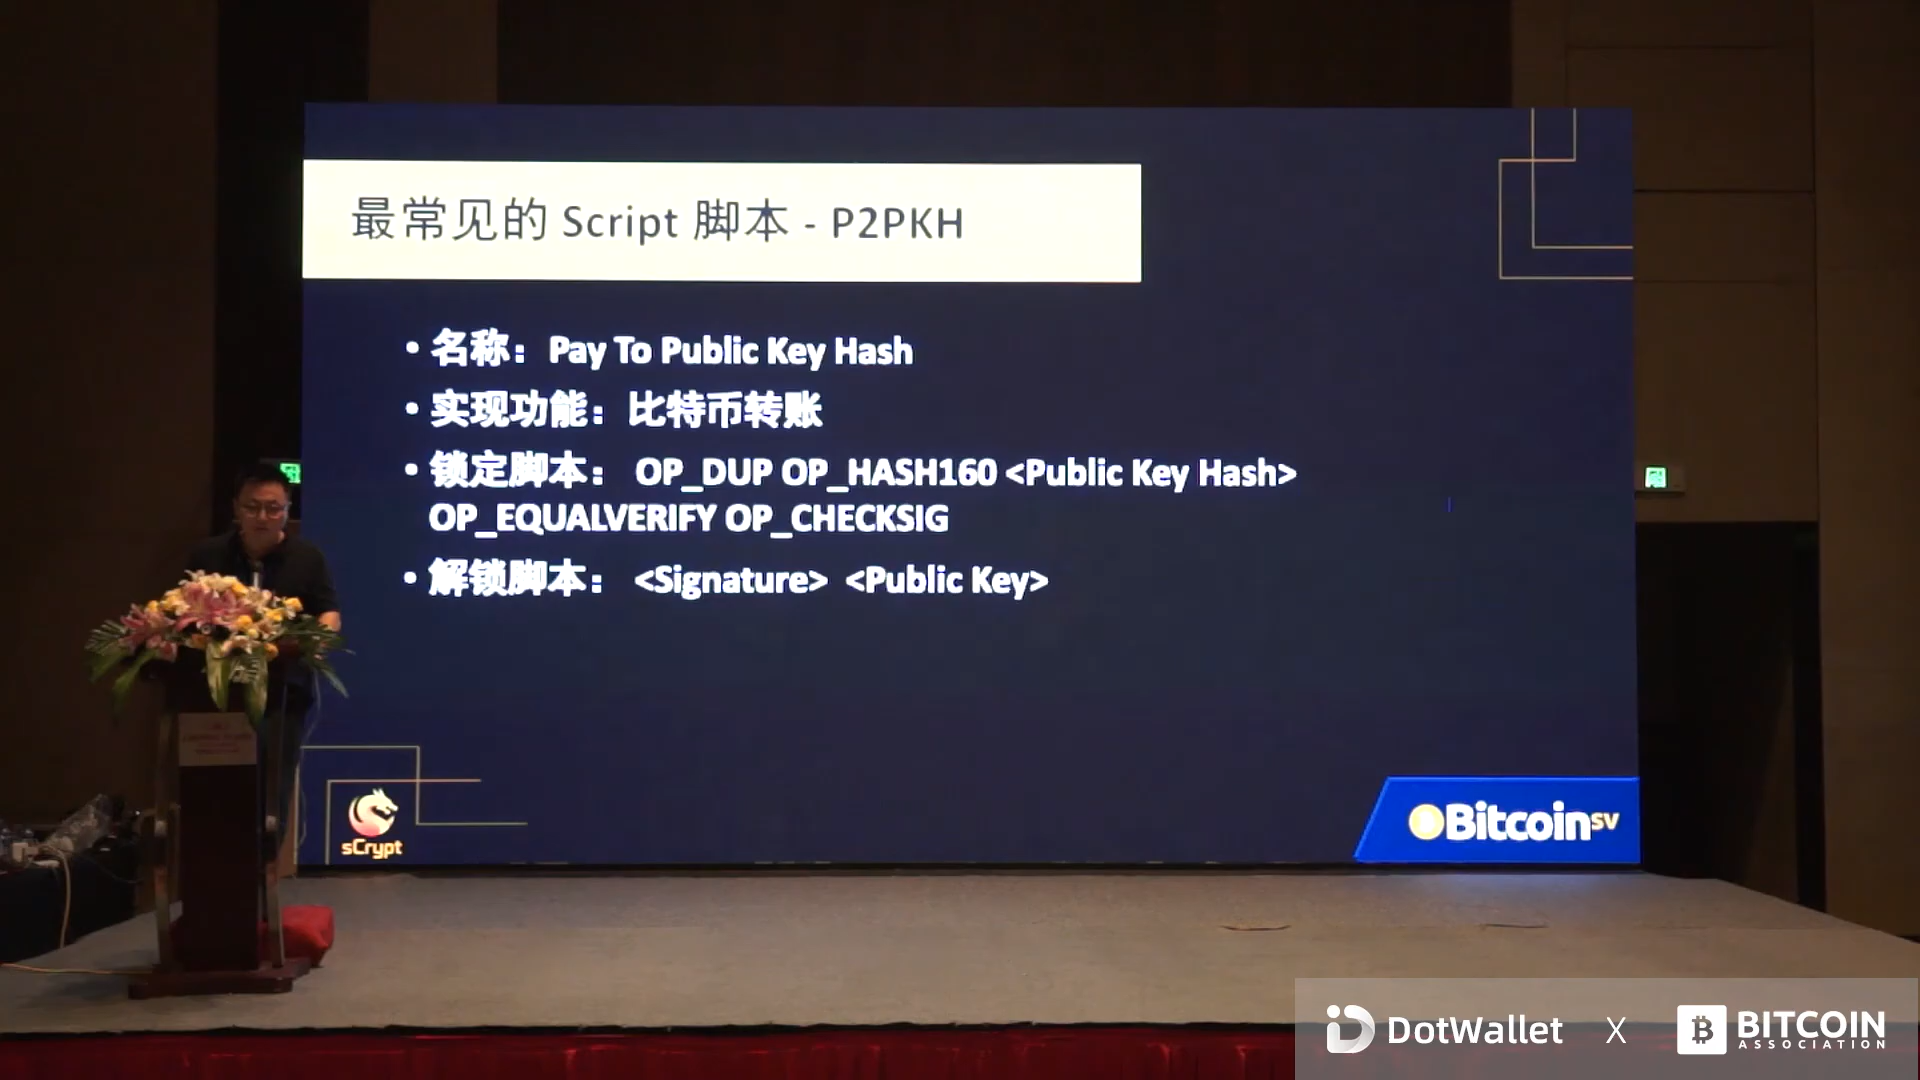 最常见的 Script 脚本 - P2PKH
• 名称：Pay To Public Key Hash
• 实现功能：比特币转账
• 锁定脚本： OP_DUP OP_HASH160 <Public Key Hash>
OP_EQUALVERIFY OP_CHECKSIG
• 解锁脚本： <Signature> <Public Key>
sCrypt
Bitcoin SV
DotWallet X BITCOIN
ASSOCIATION